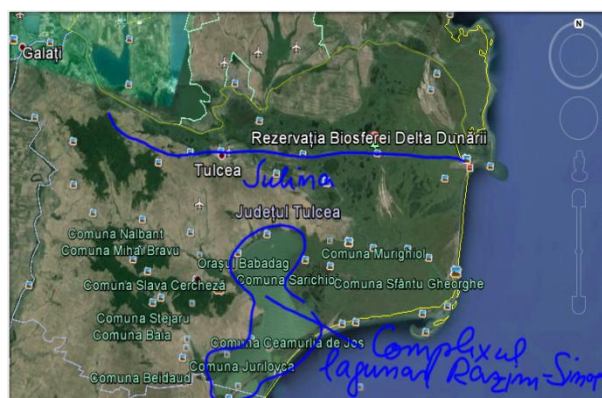 N
Galați
Rezervația Biosferei Delta Dunării
Tulcea
Sulina
Județul Tulcea
Comuna Nalbant
Comuna Mihai Bravu
Orașul Babadag
Comuna Murighiol
Comuna Sarichioi
Comuna Slava Cercheză
Comuna Sfântu Gheorghe
Comuna Stejaru
Comuna Baia
Comuna Ceamurlia de Jos
Complexul
Comuna Jurilovca
lagunar Razim-Sinoe
Comuna Beidaud